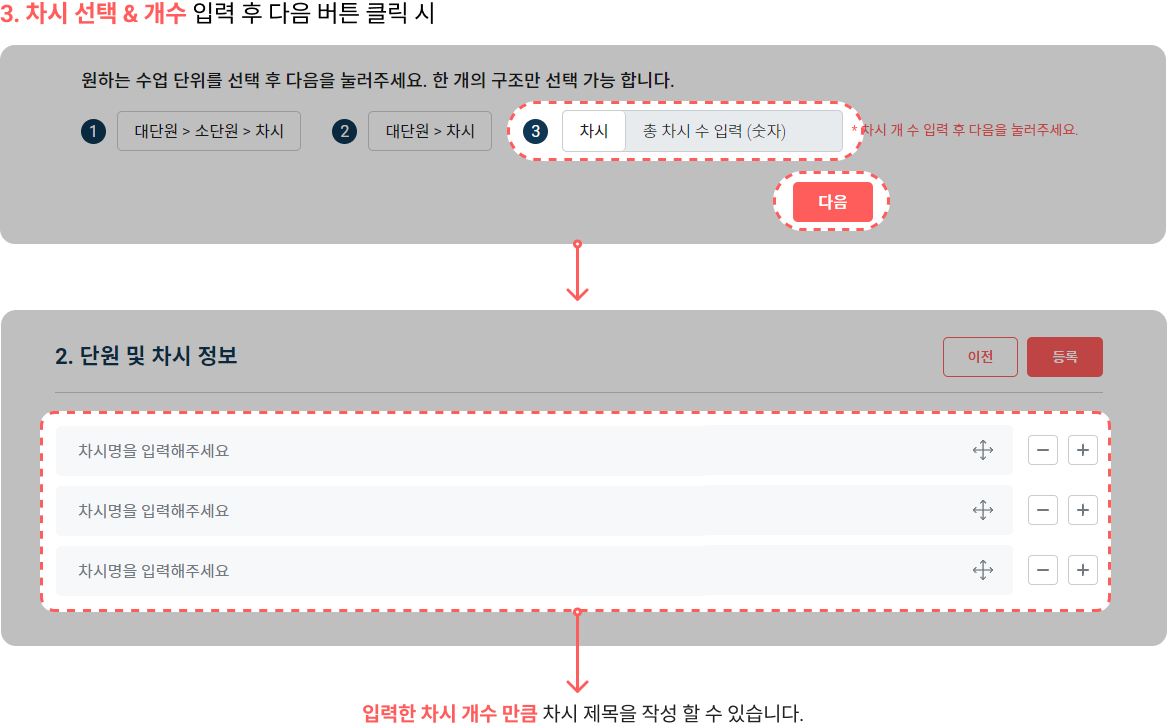 3. 차시 선택 & 개수 입력 후 다음 버튼 클릭 시
원하는 수업 단위를 선택 후 다음을 눌러주세요. 한 개의 구조만 선택 가능 합니다.
1 대단원 > 소단원 > 차시 2 대단원 > 차시 3 차시 총 차시 수 입력 (숫자) * 차시 개 수 입력 후 다음을 눌러주세요.
다음
2. 단원 및 차시 정보 이전 등록
차시명을 입력해주세요
차시명을 입력해주세요
차시명을 입력해주세요
입력한 차시 개수 만큼 차시 제목을 작성 할 수 있습니다.